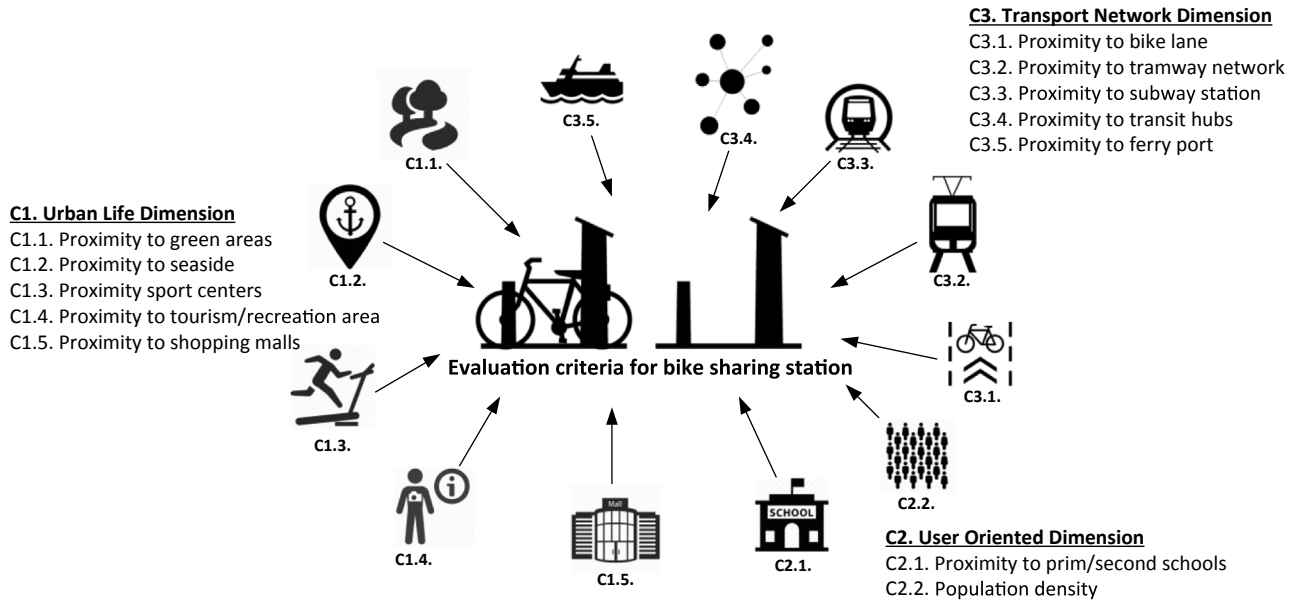 C3. Transport Network Dimension
C3.1. Proximity to bike lane
C3.2. Proximity to tramway network
C3.3. Proximity to subway station
C3.4. Proximity to transit hubs
C3.5. Proximity to ferry port
C3.5.
C3.4.
C3.3.
C1.1.
C1. Urban Life Dimension
C1.1. Proximity to green areas
C1.2. Proximity to seaside
C1.3. Proximity sport centers
C1.4. Proximity to tourism/recreation area
C1.5. Proximity to shopping malls
C1.2.
C3.2.
Evaluation criteria for bike sharing station
C3.1.
C1.3.
C2.2.
Mall
SCHOOL
C1.4.
C1.5.
C2.1.
C2. User Oriented Dimension
C2.1. Proximity to prim/second schools
C2.2. Population density